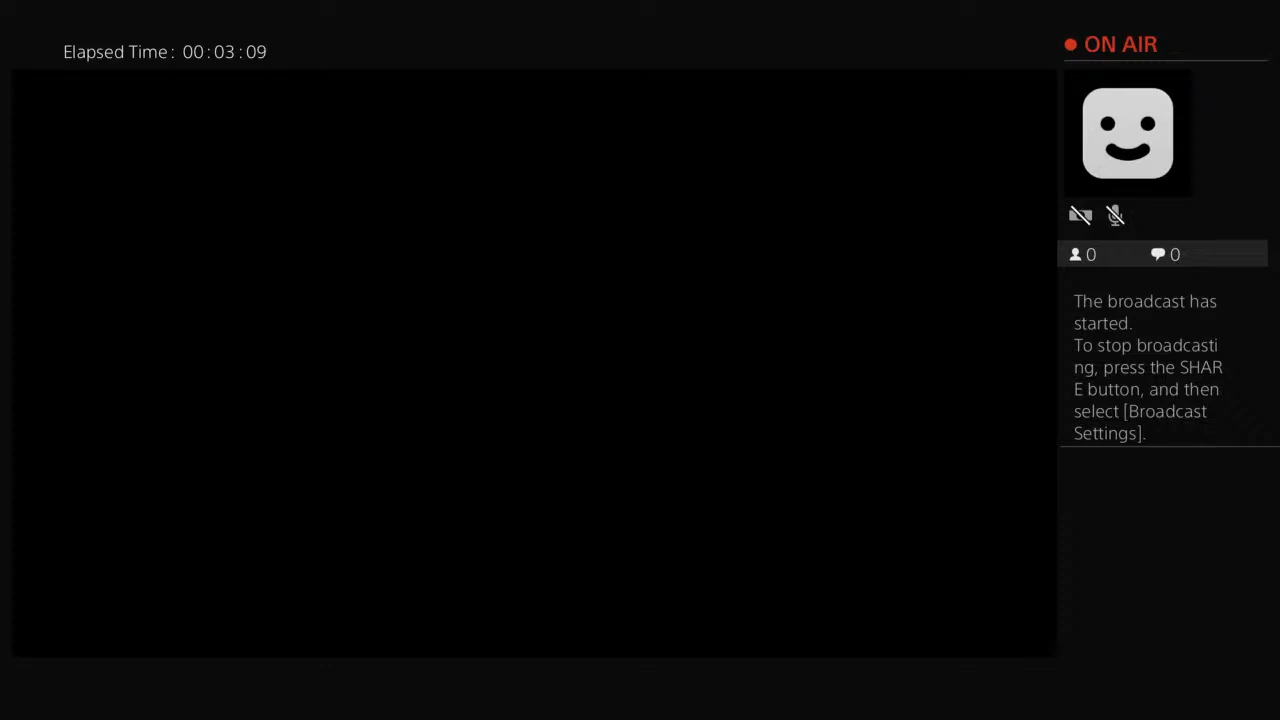 Elapsed Time: 00:03:09
ON AIR
0 0
The broadcast has
started.
To stop broadcasti
ng, press the SHAR
E button, and then
select [Broadcast
Settings].